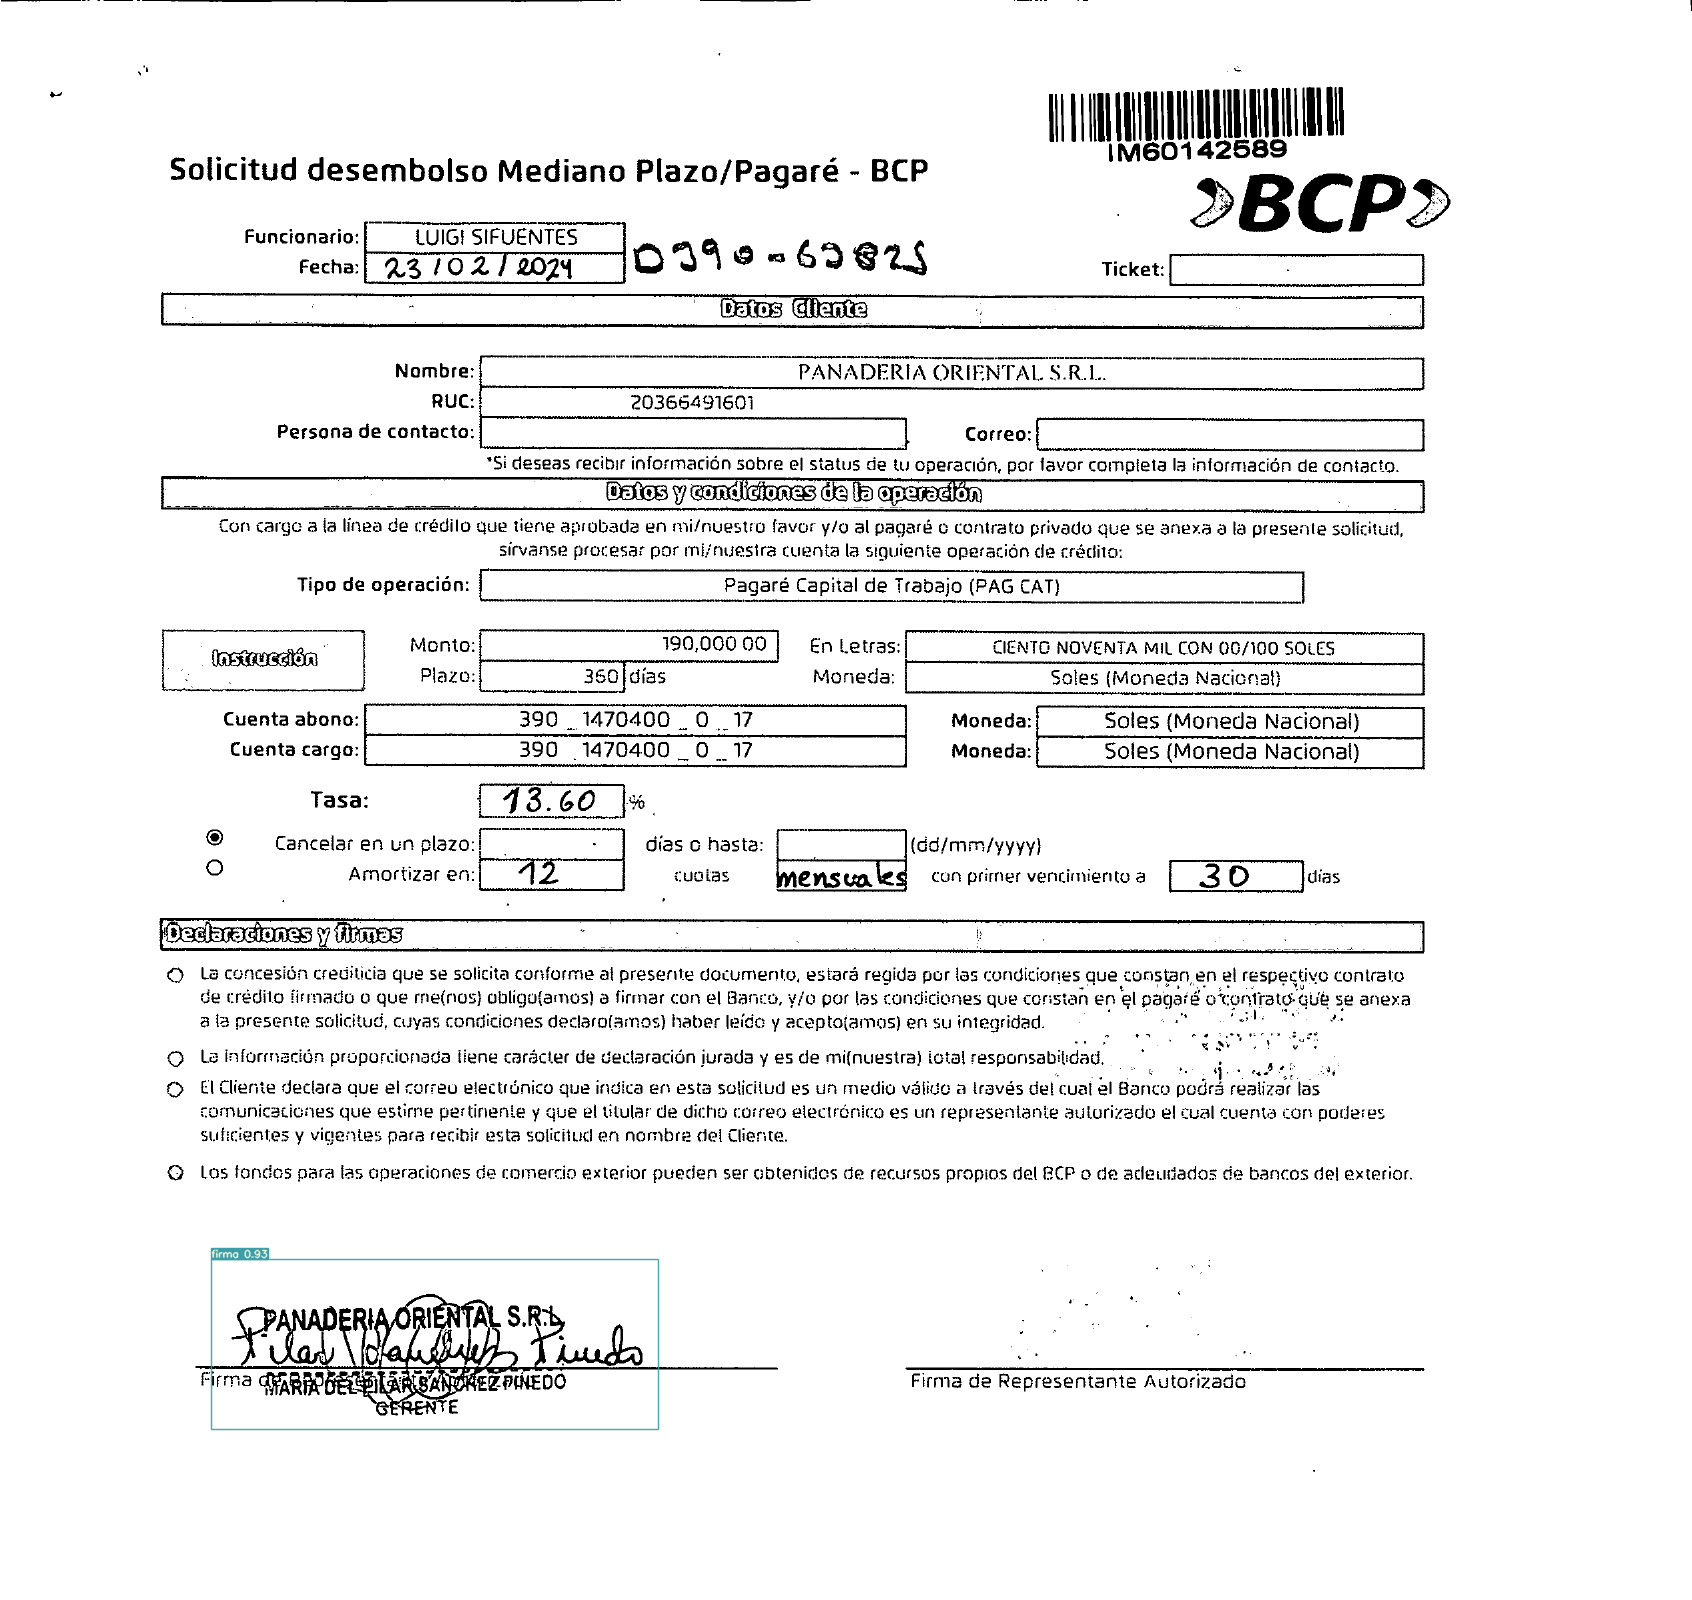 IM60142589
Solicitud desembolso Mediano Plazo/Pagaré - BCP
BCP
Funcionario: LUIGI SIFUENTES
Fecha: 23/02/2024 0390-63825
Ticket:
Datos Cliente
Nombre: PANADERIA ORIENTAL S.R.L.
RUC: 20366491601
Persona de contacto: Correo:
*Si deseas recibir información sobre el status de tu operación, por favor completa la información de contacto.
Datos y condiciones de la operación
Con cargo a la línea de crédito que tiene aprobada en mi/nuestro favor y/o al pagaré o contrato privado que se anexa a la presente solicitud,
sírvanse procesar por mi/nuestra cuenta la siguiente operación de crédito:
Tipo de operación: Pagaré Capital de Trabajo (PAG CAT)
Instrucción
Monto: 190,000 00 En Letras: CIENTO NOVENTA MIL CON 00/100 SOLES
Plazo: 360 días Moneda: Soles (Moneda Nacional)
Cuenta abono: 390 _ 1470400 _ 0 _ 17 Moneda: Soles (Moneda Nacional)
Cuenta cargo: 390 _ 1470400 _ 0 _ 17 Moneda: Soles (Moneda Nacional)
Tasa: 13.60 %
Cancelar en un plazo: días o hasta: (dd/mm/yyyy)
Amortizar en: 12 cuotas mensuales con primer vencimiento a 30 días
Declaraciones y firmas
La concesión crediticia que se solicita conforme al presente documento, estará regida por las condiciones que constan en el respectivo contrato
de crédito firmado o que me(nos) obligo(amos) a firmar con el Banco, y/o por las condiciones que constan en el pagaré o contrato que se anexa
a la presente solicitud, cuyas condiciones declaro(amos) haber leído y acepto(amos) en su integridad.
La información proporcionada tiene carácter de declaración jurada y es de mi(nuestra) total responsabilidad.
El Cliente declara que el correo electrónico que indica en esta solicitud es un medio válido a través del cual el Banco podrá realizar las
comunicaciones que estime pertinente y que el titular de dicho correo electrónico es un representante autorizado el cual cuenta con poderes
suficientes y vigentes para recibir esta solicitud en nombre del Cliente.
Los fondos para las operaciones de comercio exterior pueden ser obtenidos de recursos propios del BCP o de adeudados de bancos del exterior.
firma 0.93
PANADERIA ORIENTAL S.R.L
Pilar Pinedo
Firma de
MARIA DEL PILAR SANCHEZ PINEDO
GERENTE
Firma de Representante Autorizado